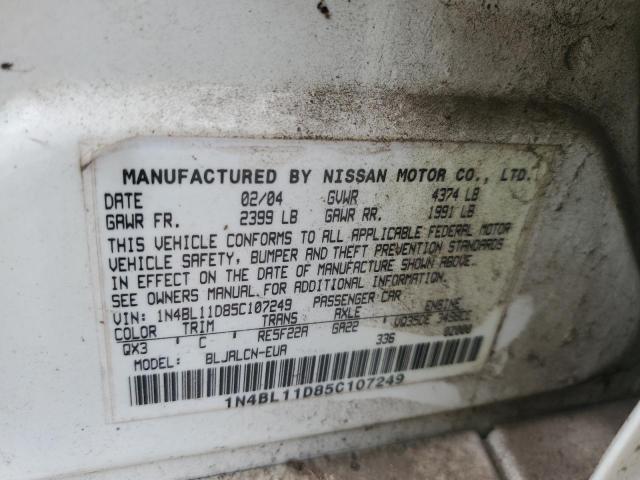 MANUFACTURED BY NISSAN MOTOR CO., LTD.
DATE 02/04 GVWR 4374 LB
GAWR FR. 2399 LB GAWR RR. 1991 LB
THIS VEHICLE CONFORMS TO ALL APPLICABLE FEDERAL MOTOR
VEHICLE SAFETY, BUMPER AND THEFT PREVENTION STANDARDS
IN EFFECT ON THE DATE OF MANUFACTURE SHOWN ABOVE.
SEE OWNERS MANUAL FOR ADDITIONAL INFORMATION.
VIN: 1N4BL11D85C107249 PASSENGER CAR
COLOR TRIM TRANS AXLE ENGINE
QX3 C RE5F22A GA22 VQ35DE 3498CC
MODEL: BLJALCN-EUA 336 02000
1N4BL11D85C107249